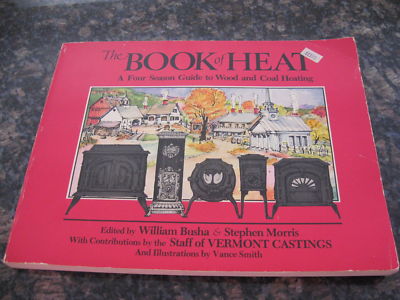 The BOOK of HEAT
A Four Season Guide to Wood and Coal Heating
Edited by William Busha & Stephen Morris
With Contributions by the Staff of VERMONT CASTINGS
And Illustrations by Vance Smith